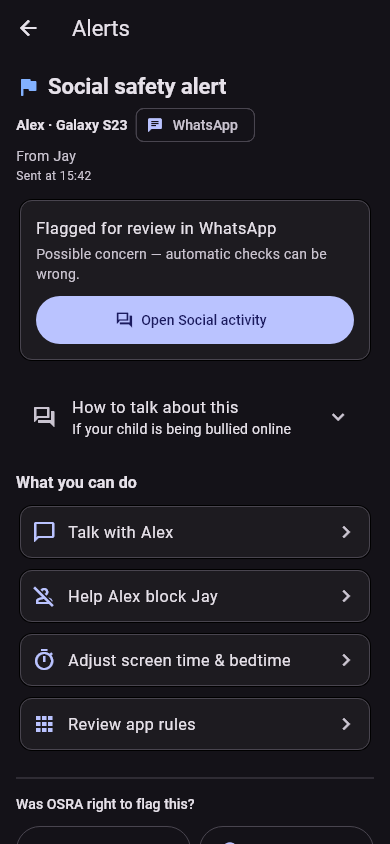 Alerts
Social safety alert
Alex · Galaxy S23
WhatsApp
From Jay
Sent at 15:42
Flagged for review in WhatsApp
Possible concern — automatic checks can be
wrong.
Open Social activity
How to talk about this
If your child is being bullied online
What you can do
Talk with Alex
Help Alex block Jay
Adjust screen time & bedtime
Review app rules
Was OSRA right to flag this?